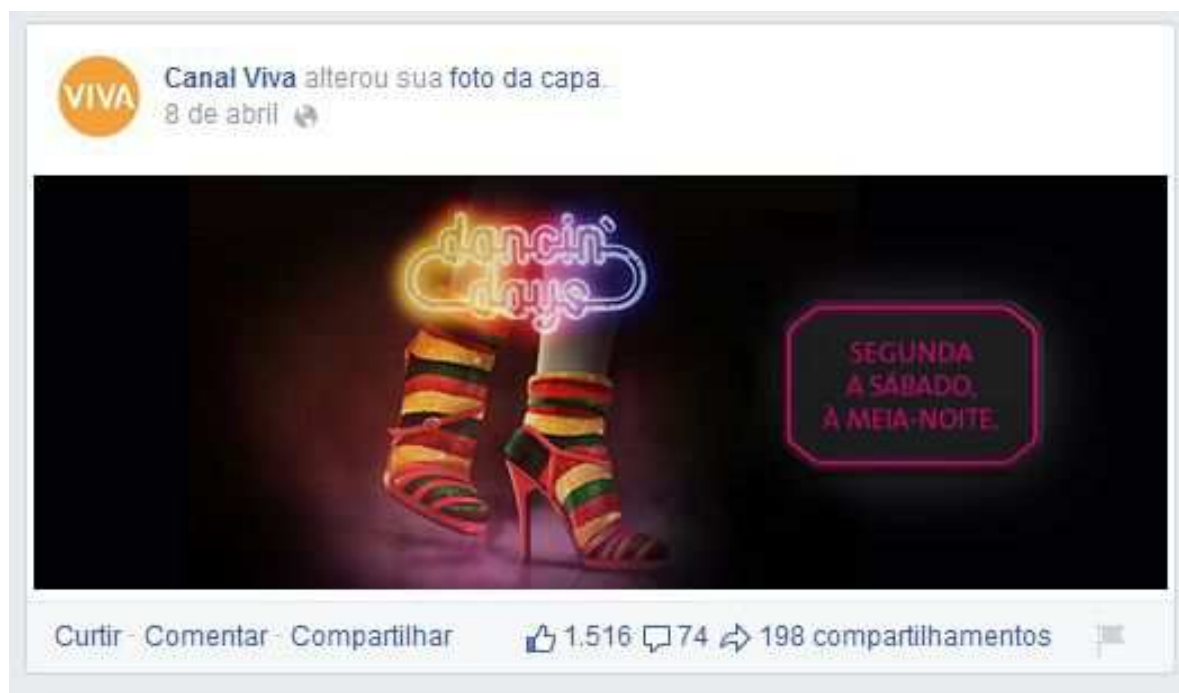 VIVA
Canal Viva alterou sua foto da capa.
8 de abril
dancin'
days
SEGUNDA
A SÁBADO,
À MEIA-NOITE.
Curtir · Comentar · Compartilhar 1.516 74 198 compartilhamentos